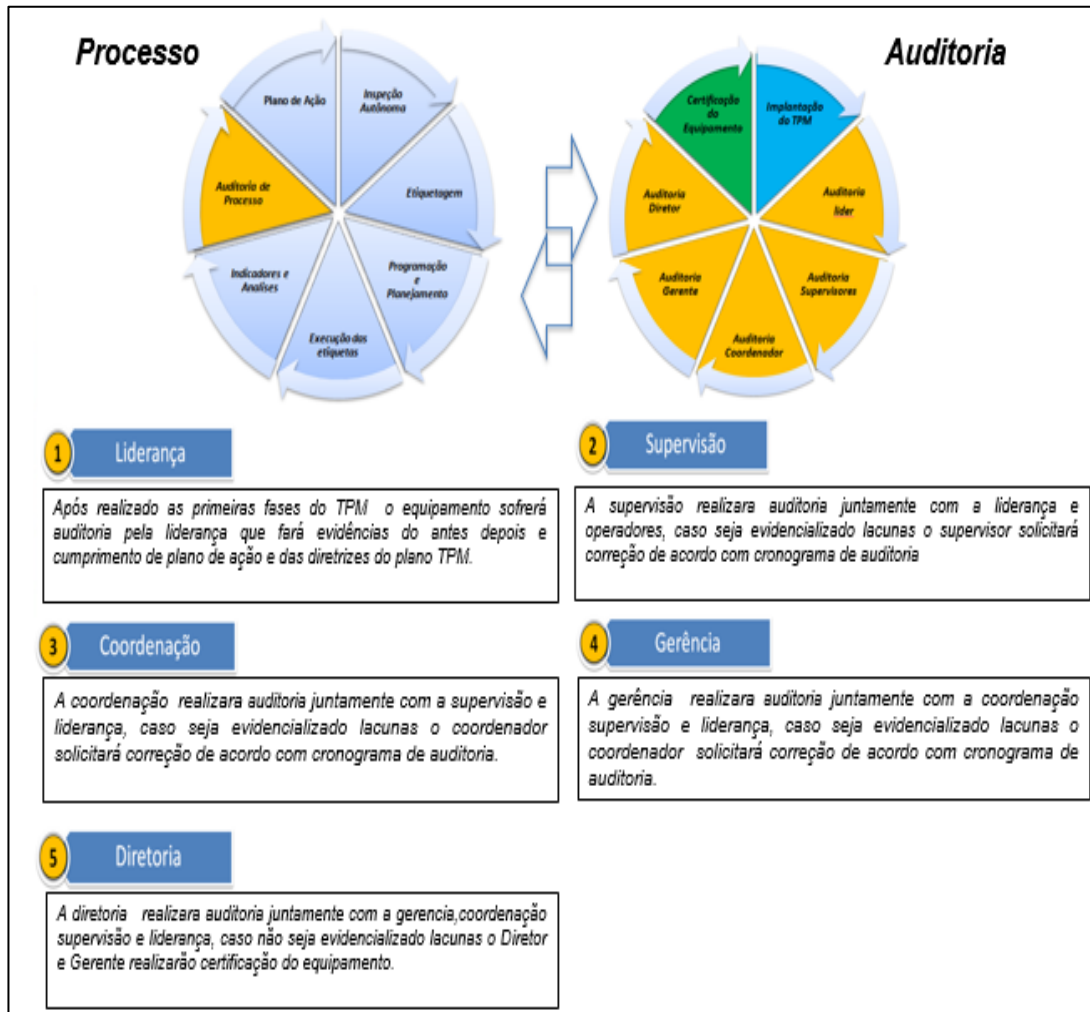 Processo
Auditoria
Plano de Ação
Inspeção
Autônoma
Etiquetagem
Programação
e
Planejamento
Execução das
etiquetas
Indicadores e
Analises
Auditoria de
Processo
Certificação
do
Equipamento
Implantação
do TPM
Auditoria
lider
Auditoria
Supervisores
Auditoria
Coordenador
Auditoria
Gerente
Auditoria
Diretor
1 Liderança
Após realizado as primeiras fases do TPM o equipamento sofrerá
auditoria pela liderança que fará evidências do antes depois e
cumprimento de plano de ação e das diretrizes do plano TPM.
2 Supervisão
A supervisão realizara auditoria juntamente com a liderança e
operadores, caso seja evidencializado lacunas o supervisor solicitará
correção de acordo com cronograma de auditoria
3 Coordenação
A coordenação realizara auditoria juntamente com a supervisão e
liderança, caso seja evidencializado lacunas o coordenador
solicitará correção de acordo com cronograma de auditoria.
4 Gerência
A gerência realizara auditoria juntamente com a coordenação
supervisão e liderança, caso seja evidencializado lacunas o
coordenador solicitará correção de acordo com cronograma de
auditoria.
5 Diretoria
A diretoria realizara auditoria juntamente com a gerencia,coordenação
supervisão e liderança, caso não seja evidencializado lacunas o Diretor
e Gerente realizarão certificação do equipamento.